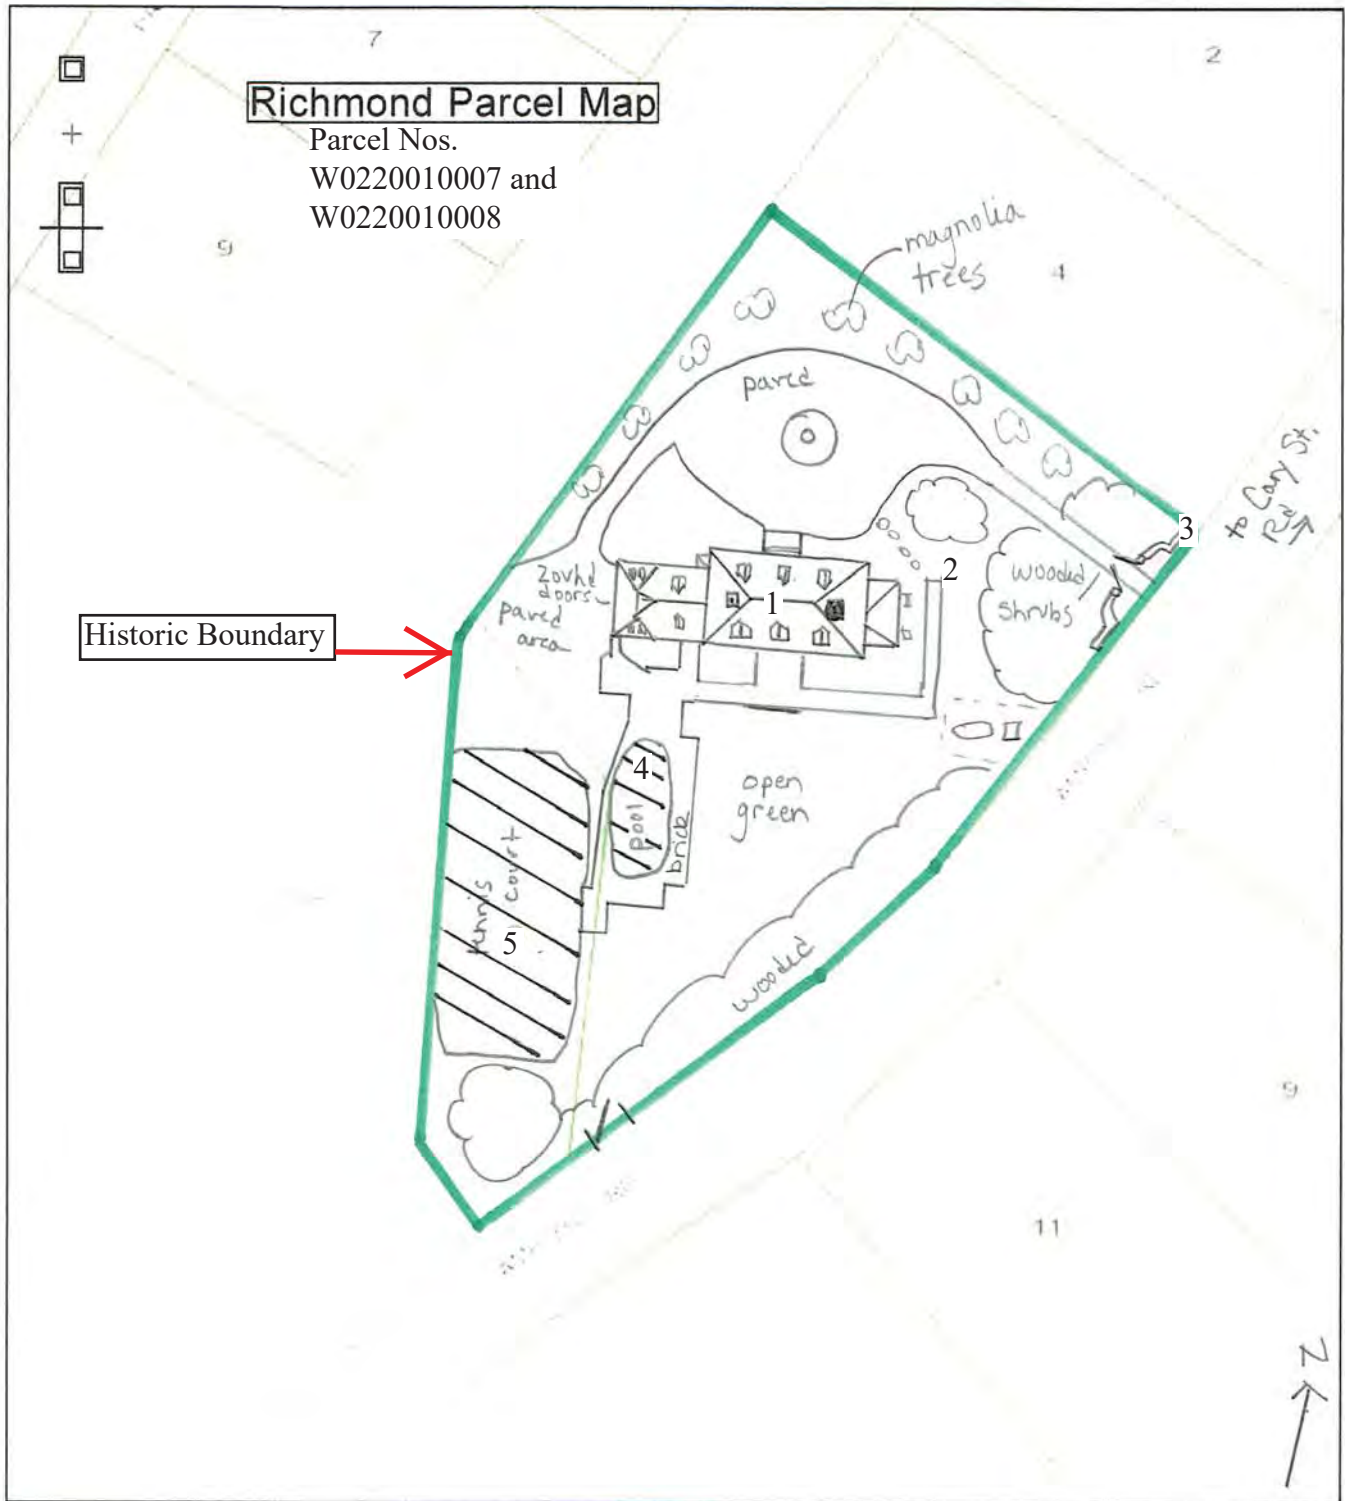 7
2
Richmond Parcel Map
Parcel Nos.
W0220010007 and
W0220010008
9
magnolia
trees
4
paved
to Cary St.
Rd
3
2
wooded/
shrubs
2 ovhd
doors
paved
area
1
Historic Boundary
4
pool
brick
open
green
tennis
court
5
wooded
9
11
N